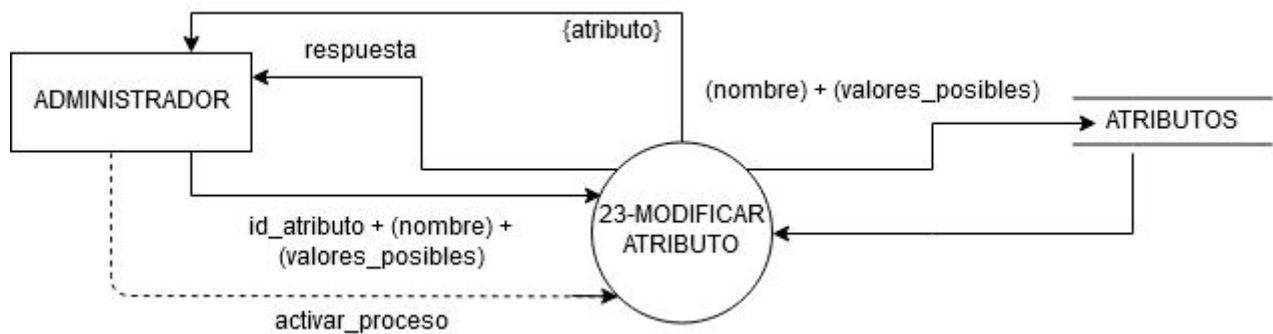 {atributo}
respuesta
(nombre) + (valores_posibles)
ADMINISTRADOR
ATRIBUTOS
23-MODIFICAR
ATRIBUTO
id_atributo + (nombre) +
(valores_posibles)
activar_proceso